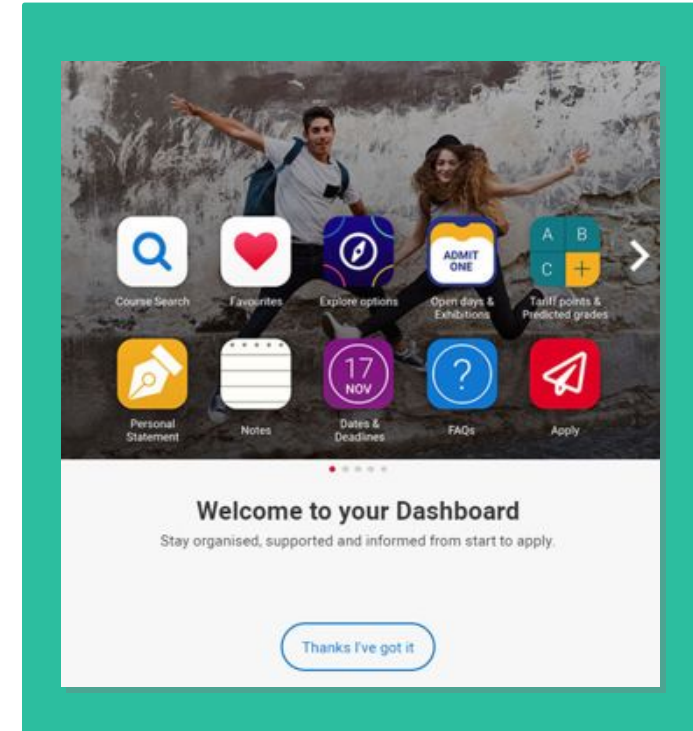 ADMIT
ONE
A B
C +
Course Search
Favourites
Explore options
Open days &
Exhibitions
Tariff points &
Predicted grades
17
NOV
?
Personal
Statement
Notes
Dates &
Deadlines
FAQs
Apply
Welcome to your Dashboard
Stay organised, supported and informed from start to apply.
Thanks I've got it